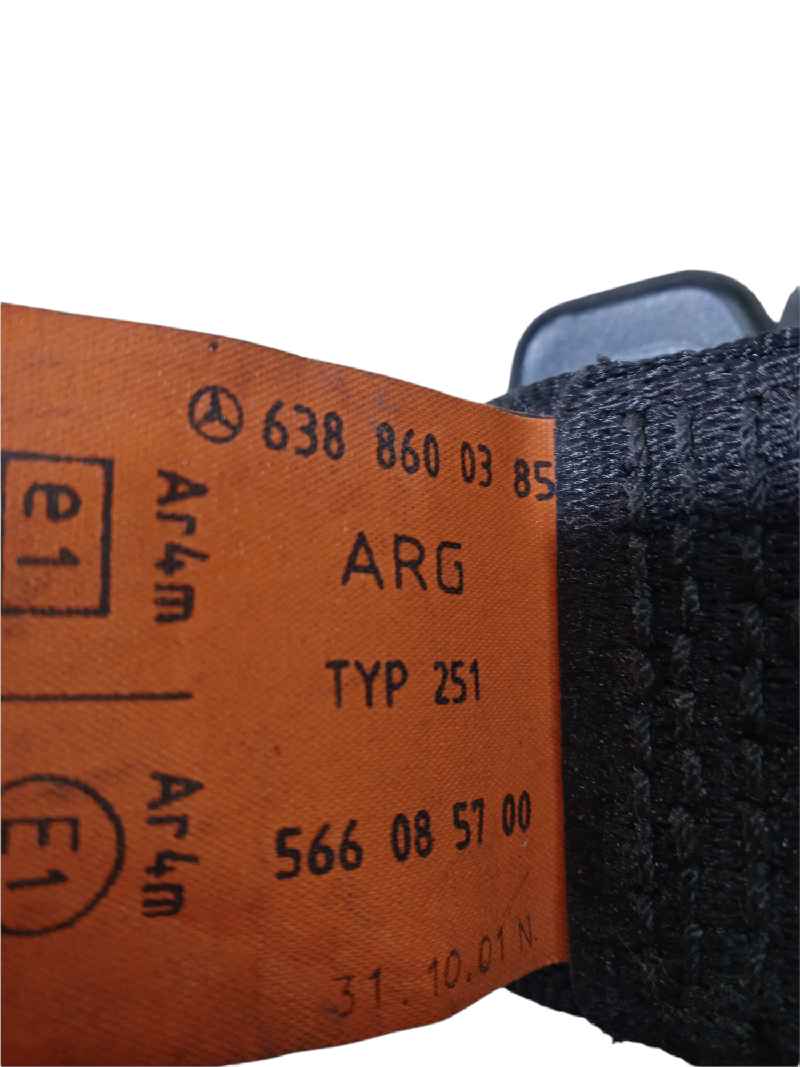 638 860 03 85
ARG
TYP 251
566 08 57 00
31.10.01 N.
e1
Ar4m
E1
Ar4m